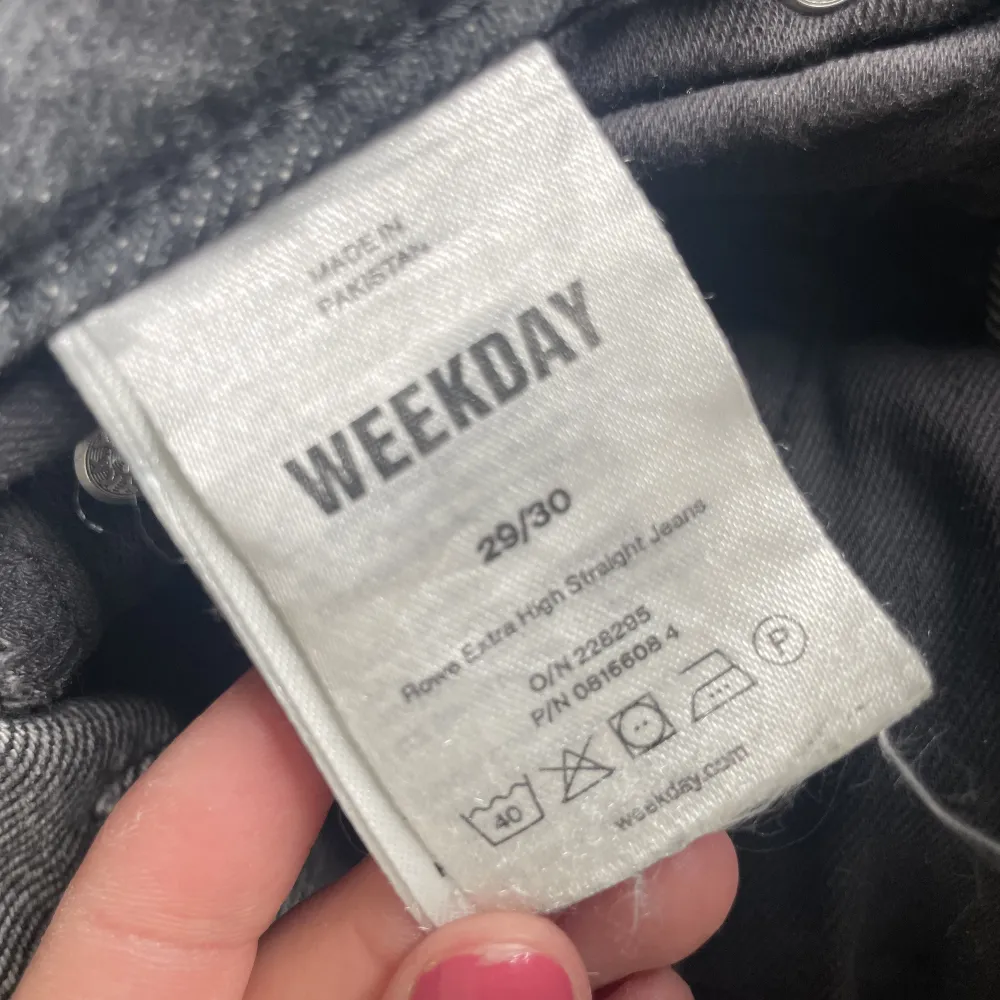 MADE IN
PAKISTAN
WEEKDAY
29/30
Rowe Extra High Straight Jeans
O/N 228295
P/N 0816608 4
40
P
weekday.com